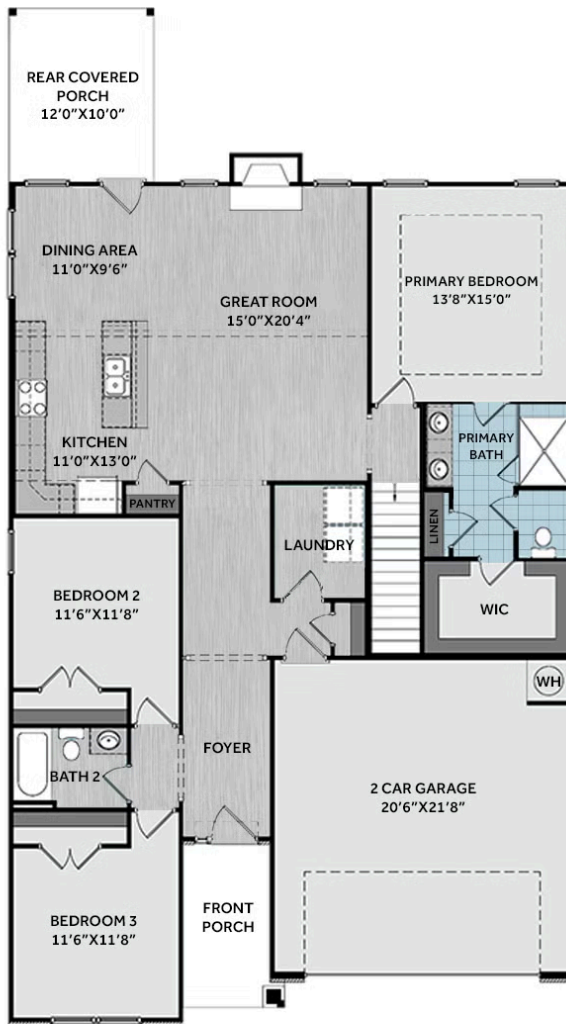 REAR COVERED
PORCH
12'0"X10'0"
DINING AREA
11'0"X9'6"
GREAT ROOM
15'0"X20'4"
PRIMARY BEDROOM
13'8"X15'0"
KITCHEN
11'0"X13'0"
PRIMARY
BATH
PANTRY
LINEN
LAUNDRY
BEDROOM 2
11'6"X11'8"
WIC
WH
FOYER
BATH 2
2 CAR GARAGE
20'6"X21'8"
FRONT
PORCH
BEDROOM 3
11'6"X11'8"